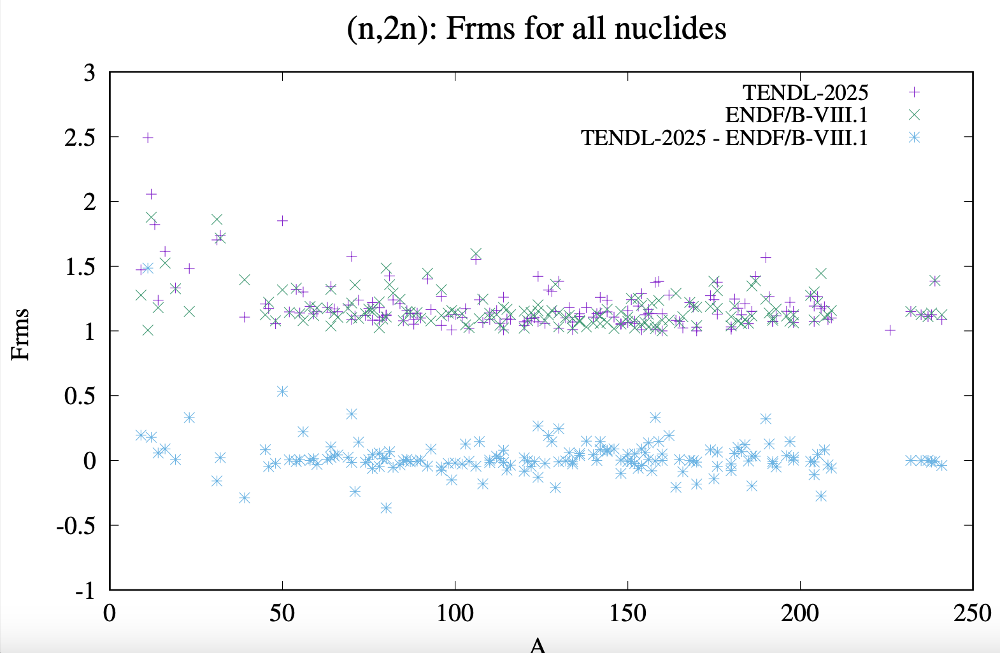 (n,2n): Frms for all nuclides
3
2.5
2
1.5
1
0.5
0
-0.5
-1
Frms
TENDL-2025
ENDF/B-VIII.1
TENDL-2025 - ENDF/B-VIII.1
0 50 100 150 200 250
A